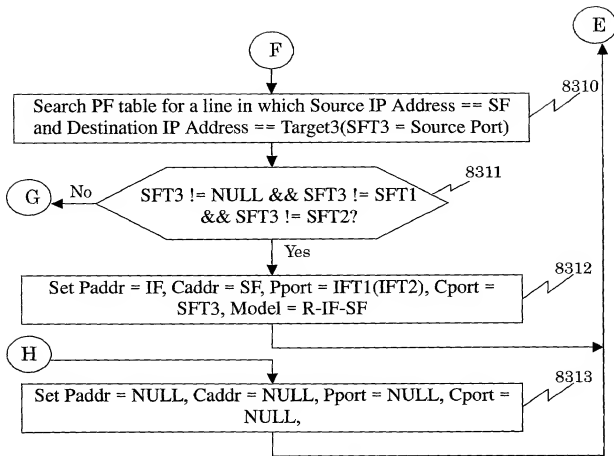 E
F
8310
Search PF table for a line in which Source IP Address == SF
and Destination IP Address == Target3(SFT3 = Source Port)
8311
G
No
SFT3 != NULL && SFT3 != SFT1
&& SFT3 != SFT2?
Yes
8312
Set Paddr = IF, Caddr = SF, Pport = IFT1(IFT2), Cport =
SFT3, Model = R-IF-SF
H
8313
Set Paddr = NULL, Caddr = NULL, Pport = NULL, Cport =
NULL,